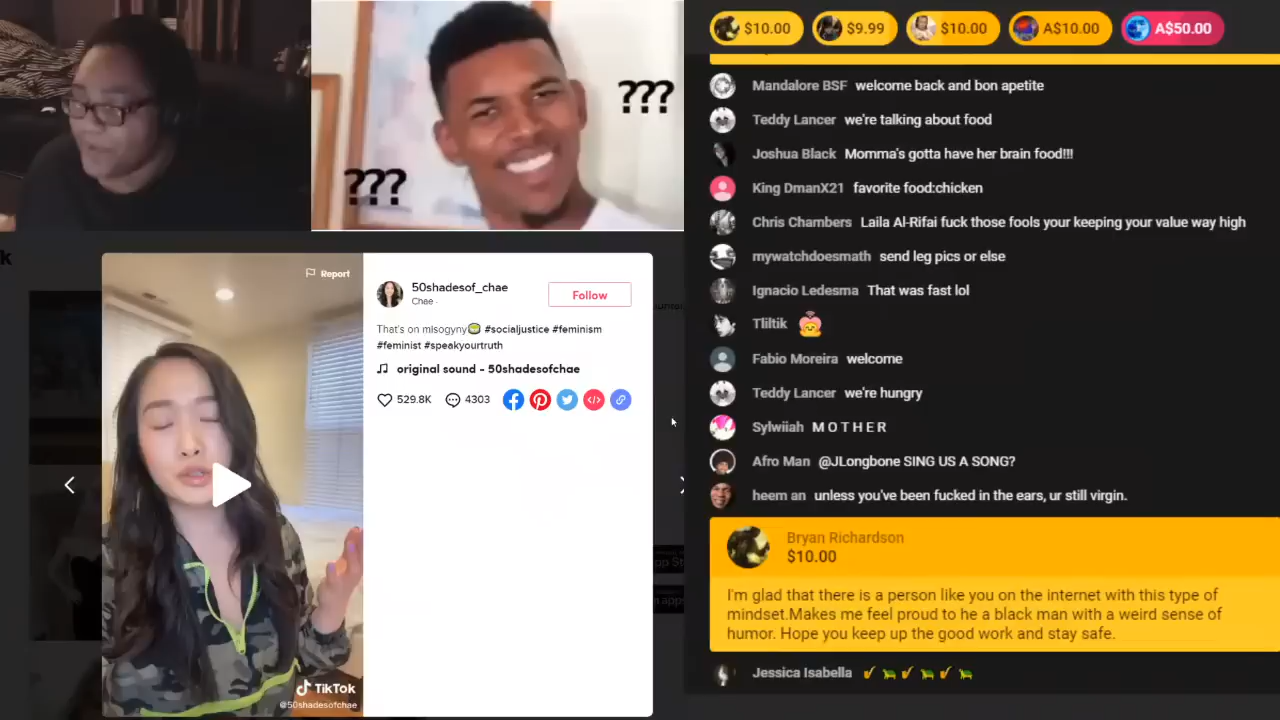 ???
???
k
Report
50shadesof_chae
Chae ·
Follow
That's on misogyny #socialjustice #feminism
#feminist #speakyourtruth
original sound - 50shadesofchae
529.8K
4303
TikTok
@50shadesofchae
$10.00
$9.99
$10.00
A$10.00
A$50.00
Mandalore BSF welcome back and bon apetite
Teddy Lancer we're talking about food
Joshua Black Momma's gotta have her brain food!!!
King DmanX21 favorite food:chicken
Chris Chambers Laila Al-Rifai fuck those fools your keeping your value way high
mywatchdoesmath send leg pics or else
Ignacio Ledesma That was fast lol
Tliltik
Fabio Moreira welcome
Teddy Lancer we're hungry
Sylwiiah M O T H E R
Afro Man @JLongbone SING US A SONG?
heem an unless you've been fucked in the ears, ur still virgin.
Bryan Richardson
$10.00
I'm glad that there is a person like you on the internet with this type of
mindset.Makes me feel proud to he a black man with a weird sense of
humor. Hope you keep up the good work and stay safe.
Jessica Isabella